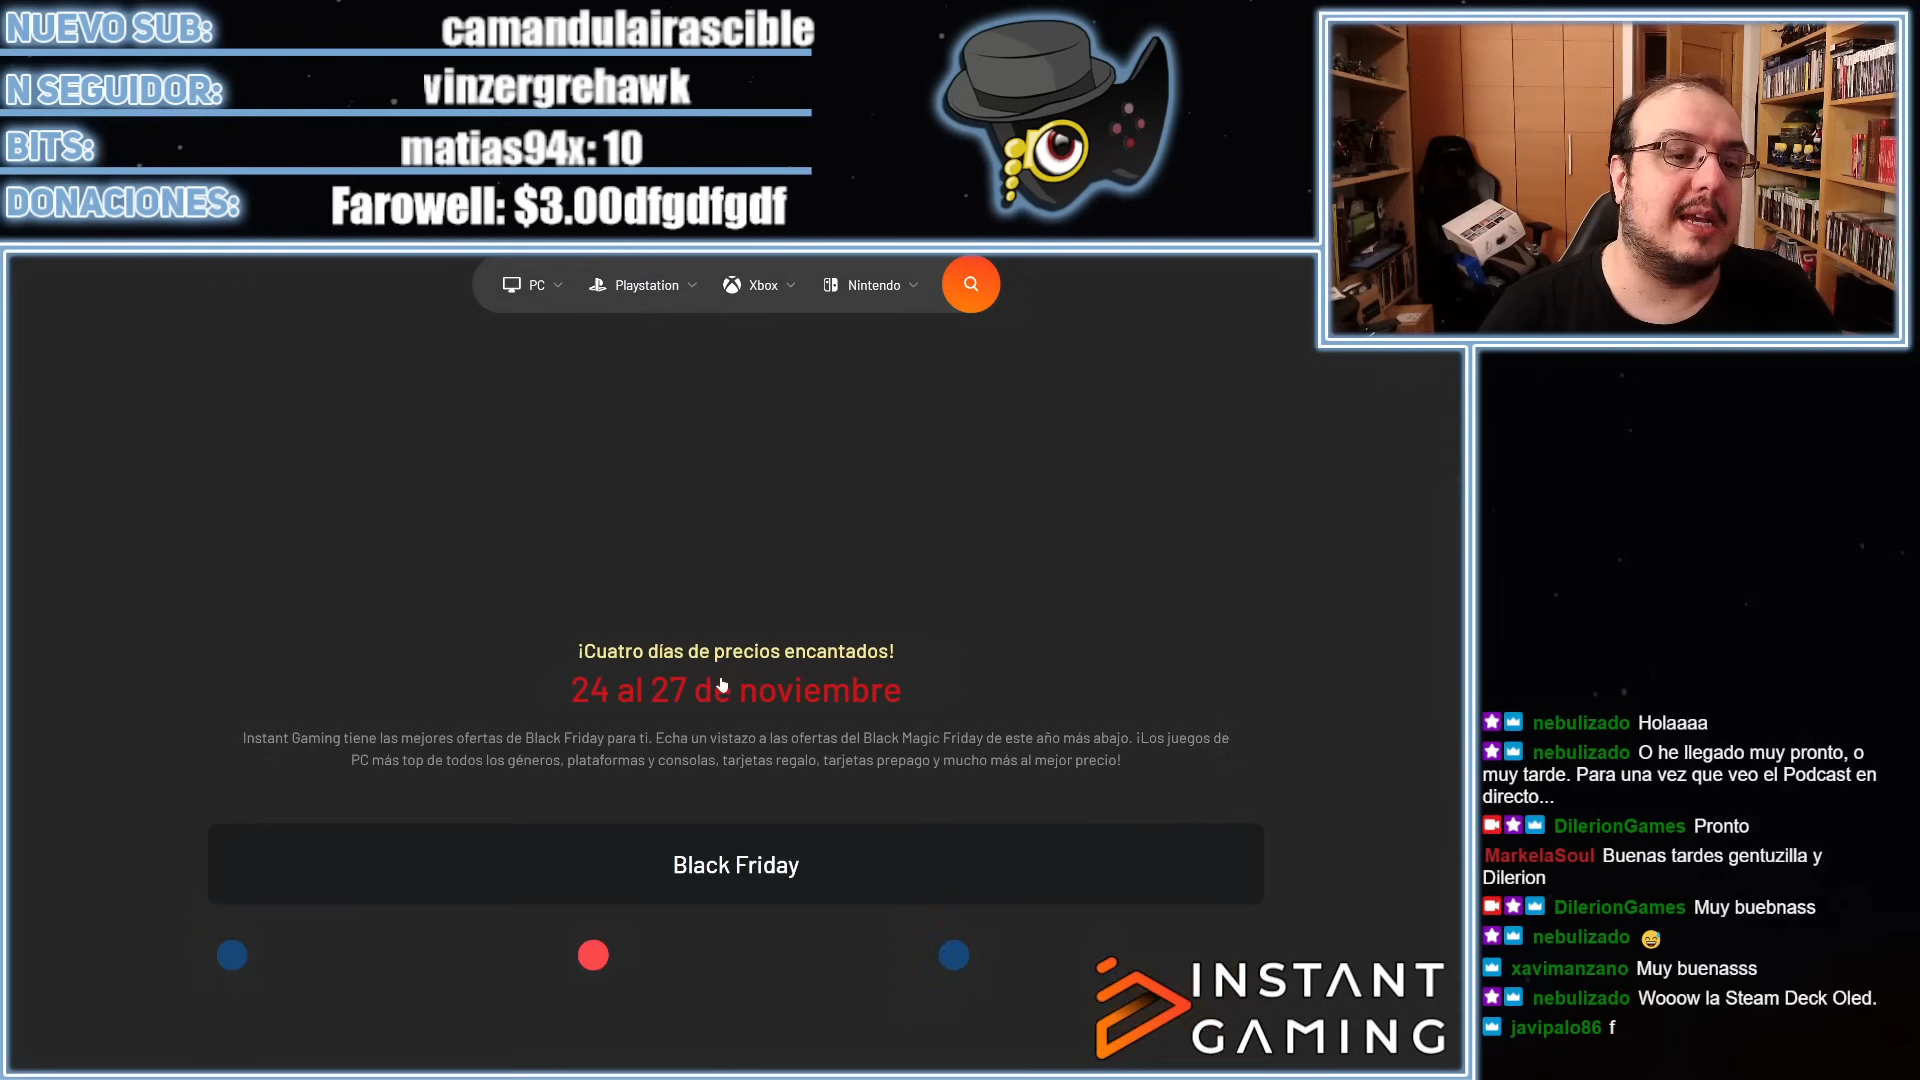 NUEVO SUB: camandulairascible
N SEGUIDOR: vinzergrehawk
BITS: matias94x: 10
DONACIONES: Farowell: $3.00dfgdfgdf
PC Playstation Xbox Nintendo
¡Cuatro días de precios encantados!
24 al 27 de noviembre
Instant Gaming tiene las mejores ofertas de Black Friday para ti. Echa un vistazo a las ofertas del Black Magic Friday de este año más abajo. ¡Los juegos de
PC más top de todos los géneros, plataformas y consolas, tarjetas regalo, tarjetas prepago y mucho más al mejor precio!
Black Friday
INSTANT
GAMING
nebulizado Holaaaa
nebulizado O he llegado muy pronto, o
muy tarde. Para una vez que veo el Podcast en
directo...
DilerionGames Pronto
MarkelaSoul Buenas tardes gentuzilla y
Dilerion
DilerionGames Muy buebnass
nebulizado 😅
xavimanzano Muy buenasss
nebulizado Wooow la Steam Deck Oled.
javipalo86 f